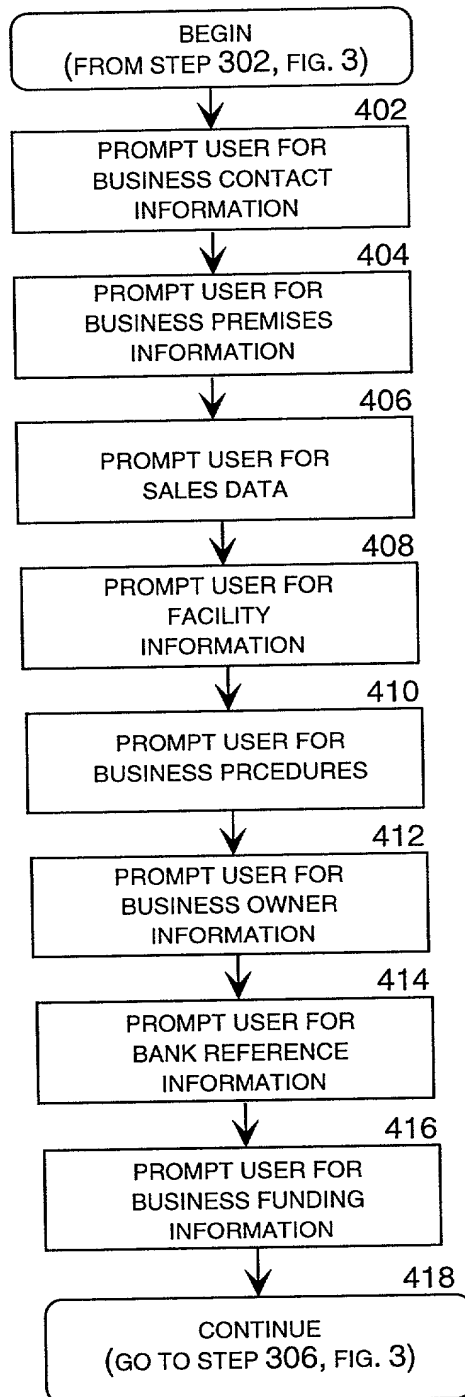 BEGIN
(FROM STEP 302, FIG. 3)
402
PROMPT USER FOR
BUSINESS CONTACT
INFORMATION
404
PROMPT USER FOR
BUSINESS PREMISES
INFORMATION
406
PROMPT USER FOR
SALES DATA
408
PROMPT USER FOR
FACILITY
INFORMATION
410
PROMPT USER FOR
BUSINESS PRCEDURES
412
PROMPT USER FOR
BUSINESS OWNER
INFORMATION
414
PROMPT USER FOR
BANK REFERENCE
INFORMATION
416
PROMPT USER FOR
BUSINESS FUNDING
INFORMATION
418
CONTINUE
(GO TO STEP 306, FIG. 3)